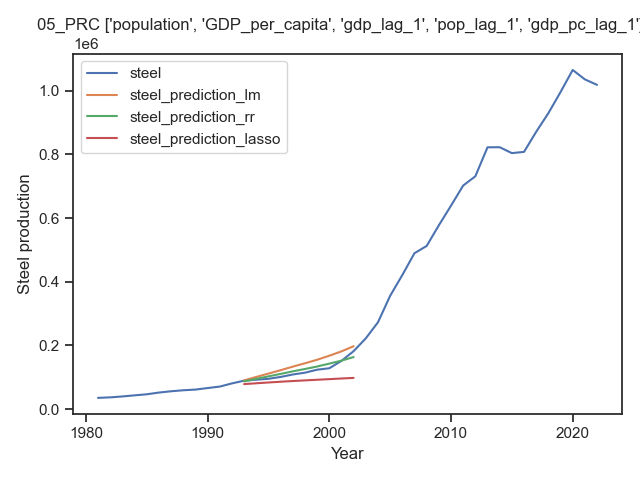 05_PRC ['population', 'GDP_per_capita', 'gdp_lag_1', 'pop_lag_1', 'gdp_pc_lag_1']
1e6
steel
steel_prediction_lm
steel_prediction_rr
steel_prediction_lasso
1.0
0.8
0.6
0.4
0.2
0.0
Steel production
1980
1990
2000
2010
2020
Year